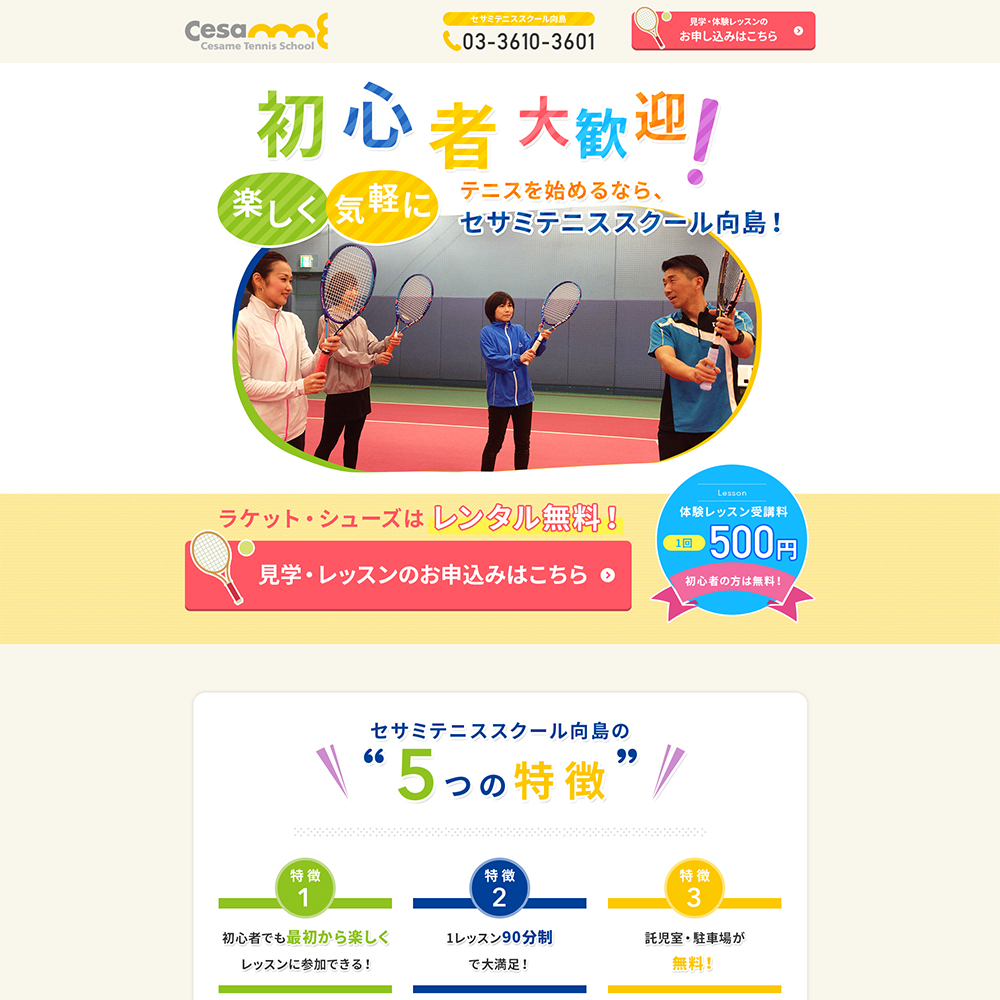 Cesame
Cesame Tennis School
セサミテニススクール向島
03-3610-3601
見学・体験レッスンの
お申し込みはこちら
初心者大歓迎!
楽しく気軽に
テニスを始めるなら、
セサミテニススクール向島!
ラケット・シューズはレンタル無料!
見学・レッスンのお申込みはこちら
Lesson
体験レッスン受講料
1回 500円
初心者の方は無料!
セサミテニススクール向島の
“5つの特徴”
特徴
1
初心者でも最初から楽しく
レッスンに参加できる!
特徴
2
1レッスン90分制
で大満足!
特徴
3
託児室・駐車場が
無料!